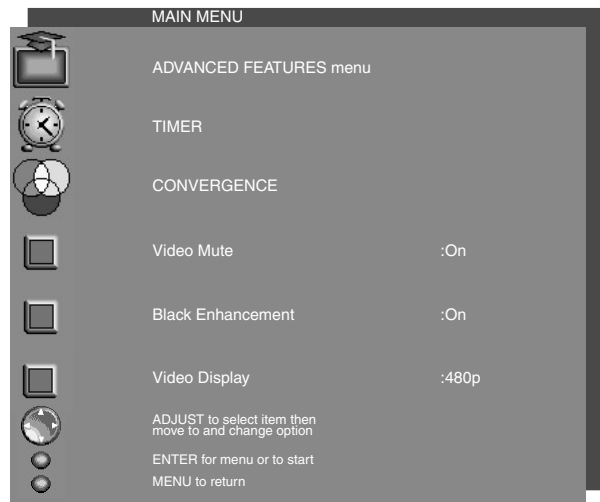 MAIN MENU
ADVANCED FEATURES menu
TIMER
CONVERGENCE
Video Mute :On
Black Enhancement :On
Video Display :480p
ADJUST to select item then
move to and change option
ENTER for menu or to start
MENU to return